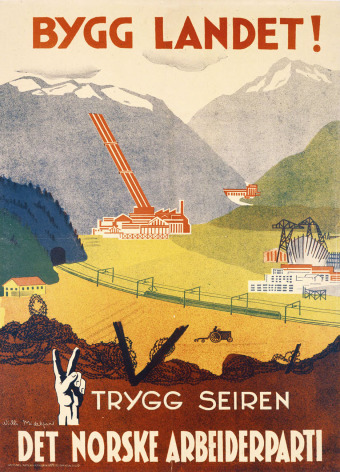 BYGG LANDET!
TRYGG SEIREN
DET NORSKE ARBEIDERPARTI